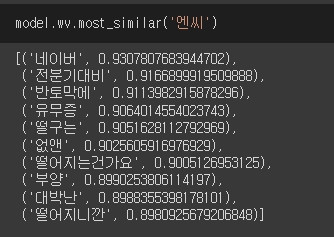 model.wv.most_similar('엔씨')
[('네이버', 0.9307807683944702),
('전분기대비', 0.9166899919509888),
('반토막에', 0.9113982915878296),
('유무증', 0.9064014554023743),
('떨구는', 0.9051628112792969),
('없앤', 0.9025605916976929),
('떨어지는건가요', 0.9005126953125),
('부양', 0.8990253806114197),
('대박난', 0.8988355398178101),
('떨어지니깐', 0.8980925679206848)]